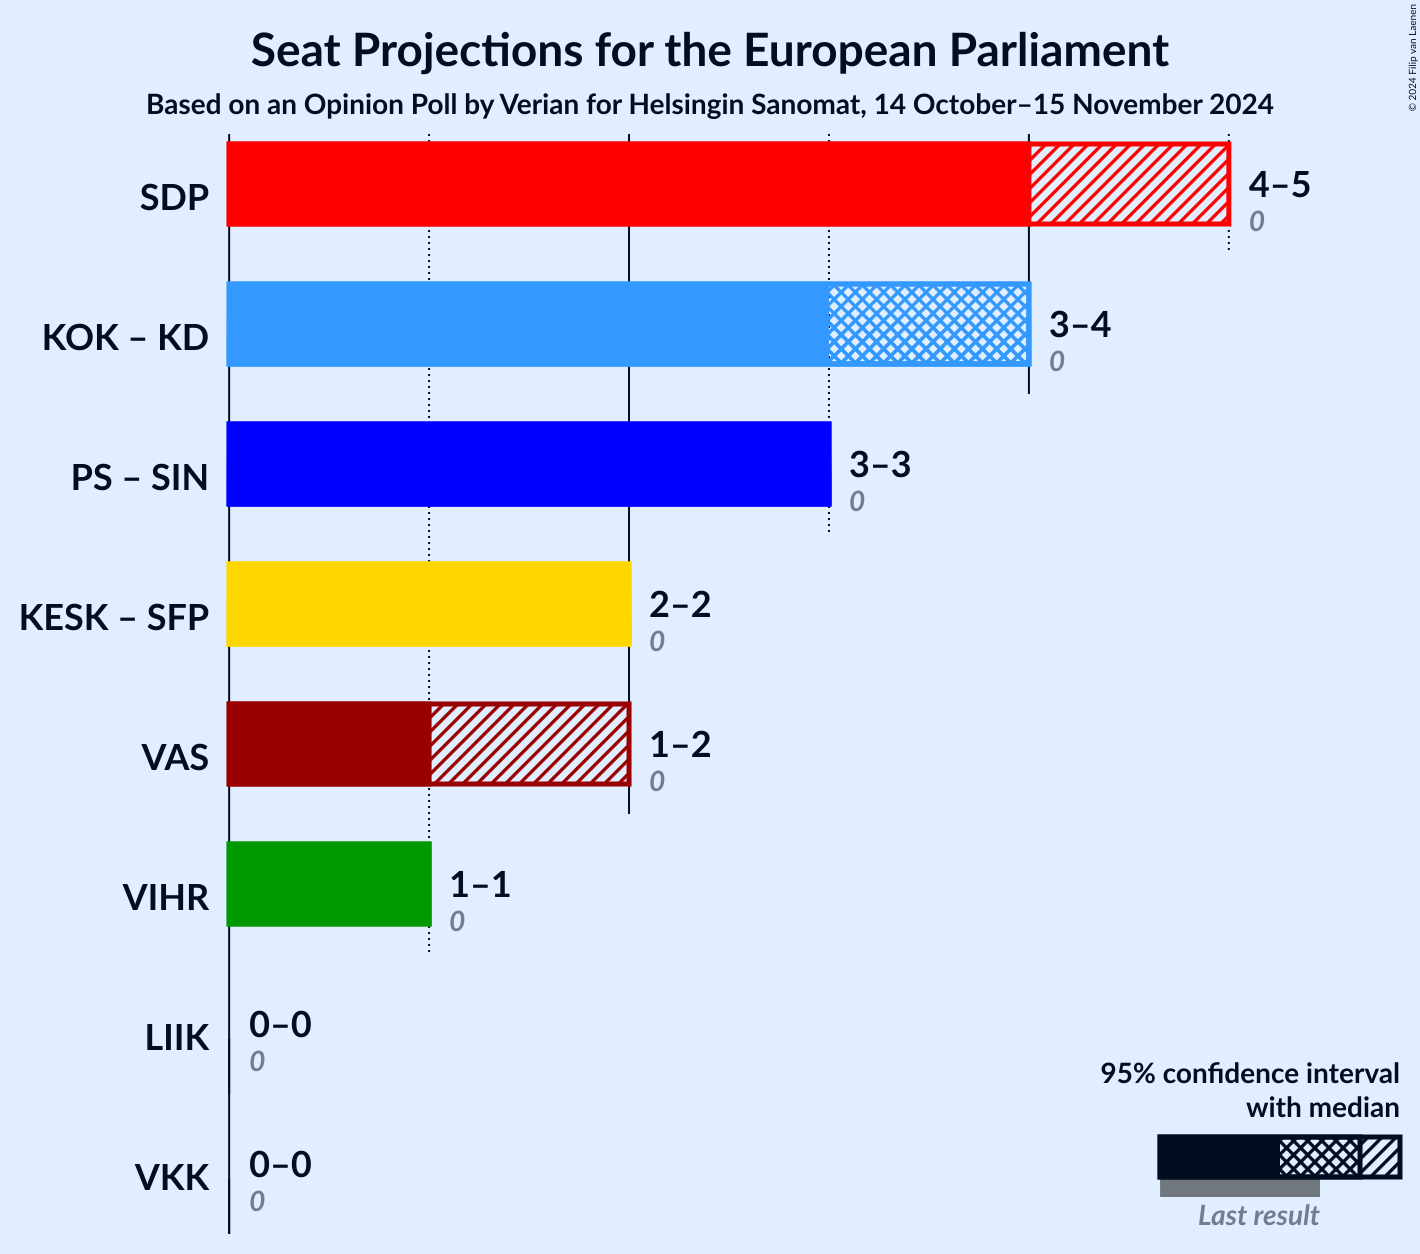 Seat Projections for the European Parliament
Based on an Opinion Poll by Verian for Helsingin Sanomat, 14 October–15 November 2024
© 2024 Filip van Laenen
SDP
4–5
0
KOK – KD
3–4
0
PS – SIN
3–3
0
KESK – SFP
2–2
0
VAS
1–2
0
VIHR
1–1
0
LIIK
0–0
0
VKK
0–0
0
95% confidence interval
with median
Last result